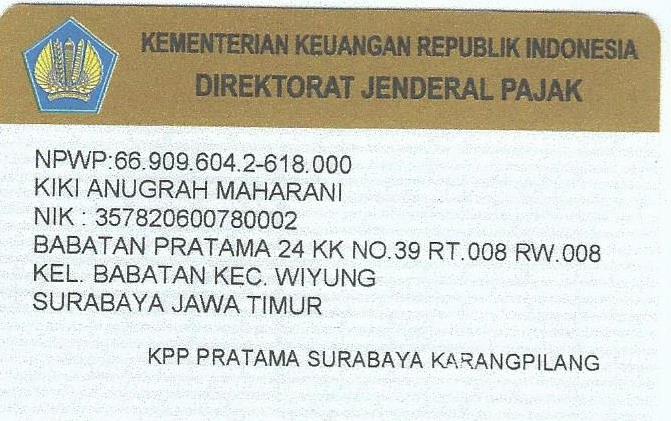 KEMENTERIAN KEUANGAN REPUBLIK INDONESIA
DIREKTORAT JENDERAL PAJAK
NPWP:66.909.604.2-618.000
KIKI ANUGRAH MAHARANI
NIK : 357820600780002
BABATAN PRATAMA 24 KK NO.39 RT.008 RW.008
KEL. BABATAN KEC. WIYUNG
SURABAYA JAWA TIMUR
KPP PRATAMA SURABAYA KARANGPILANG